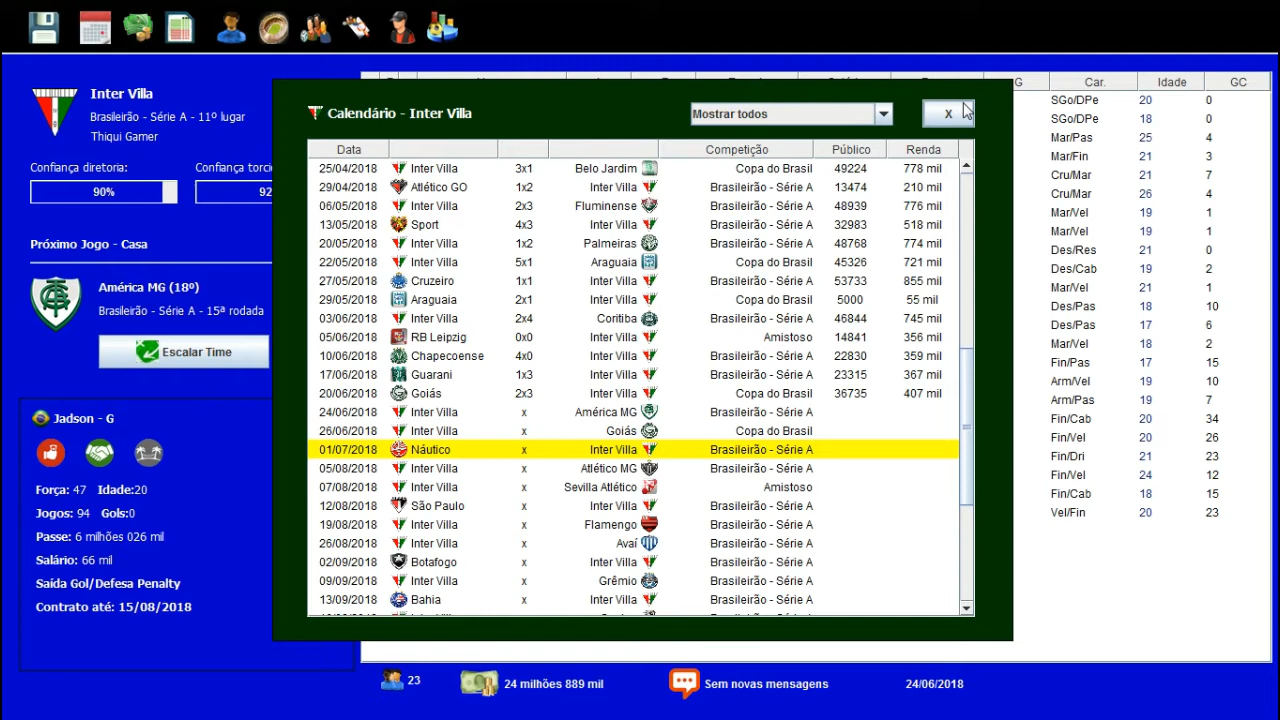 Inter Villa
Brasileirão - Série A - 11º lugar
Thiqui Gamer
Confiança diretoria:
Confiança torcid
90%
92
Próximo Jogo - Casa
América MG (18º)
Brasileirão - Série A - 15ª rodada
Escalar Time
Jadson - G
Força: 47 Idade:20
Jogos: 94 Gols:0
Passe: 6 milhões 026 mil
Salário: 66 mil
Saída Gol/Defesa Penalty
Contrato até: 15/08/2018
Calendário - Inter Villa
Mostrar todos
X
Data Competição Público Renda
25/04/2018 Inter Villa 3x1 Belo Jardim Copa do Brasil 49224 778 mil
29/04/2018 Atlético GO 1x2 Inter Villa Brasileirão - Série A 13474 210 mil
06/05/2018 Inter Villa 2x3 Fluminense Brasileirão - Série A 48939 776 mil
13/05/2018 Sport 4x3 Inter Villa Brasileirão - Série A 32983 518 mil
20/05/2018 Inter Villa 1x2 Palmeiras Brasileirão - Série A 48768 774 mil
22/05/2018 Inter Villa 5x1 Araguaia Copa do Brasil 45326 721 mil
27/05/2018 Cruzeiro 1x1 Inter Villa Brasileirão - Série A 53733 855 mil
29/05/2018 Araguaia 2x1 Inter Villa Copa do Brasil 5000 55 mil
03/06/2018 Inter Villa 2x4 Coritiba Brasileirão - Série A 46844 745 mil
05/06/2018 RB Leipzig 0x0 Inter Villa Amistoso 14841 356 mil
10/06/2018 Chapecoense 4x0 Inter Villa Brasileirão - Série A 22830 359 mil
17/06/2018 Guarani 1x3 Inter Villa Brasileirão - Série A 23315 367 mil
20/06/2018 Goiás 2x3 Inter Villa Copa do Brasil 36735 407 mil
24/06/2018 Inter Villa x América MG Brasileirão - Série A
26/06/2018 Inter Villa x Goiás Copa do Brasil
01/07/2018 Náutico x Inter Villa Brasileirão - Série A
05/08/2018 Inter Villa x Atlético MG Brasileirão - Série A
07/08/2018 Inter Villa x Sevilla Atlético Amistoso
12/08/2018 São Paulo x Inter Villa Brasileirão - Série A
19/08/2018 Inter Villa x Flamengo Brasileirão - Série A
26/08/2018 Inter Villa x Avaí Brasileirão - Série A
02/09/2018 Botafogo x Inter Villa Brasileirão - Série A
09/09/2018 Inter Villa x Grêmio Brasileirão - Série A
13/09/2018 Bahia x Inter Villa Brasileirão - Série A
G Car. Idade GC
SGo/DPe 20 0
SGo/DPe 18 0
Mar/Pas 25 4
Mar/Fin 21 3
Cru/Mar 21 7
Cru/Mar 26 4
Mar/Vel 19 1
Mar/Vel 19 1
Des/Res 21 0
Des/Cab 19 2
Mar/Vel 21 1
Des/Pas 18 10
Des/Pas 17 6
Mar/Vel 18 2
Fin/Pas 17 15
Arm/Vel 19 10
Arm/Pas 19 7
Fin/Cab 20 34
Fin/Vel 20 26
Fin/Dri 21 23
Fin/Vel 24 12
Fin/Cab 18 15
Vel/Fin 20 23
23
24 milhões 889 mil
Sem novas mensagens
24/06/2018